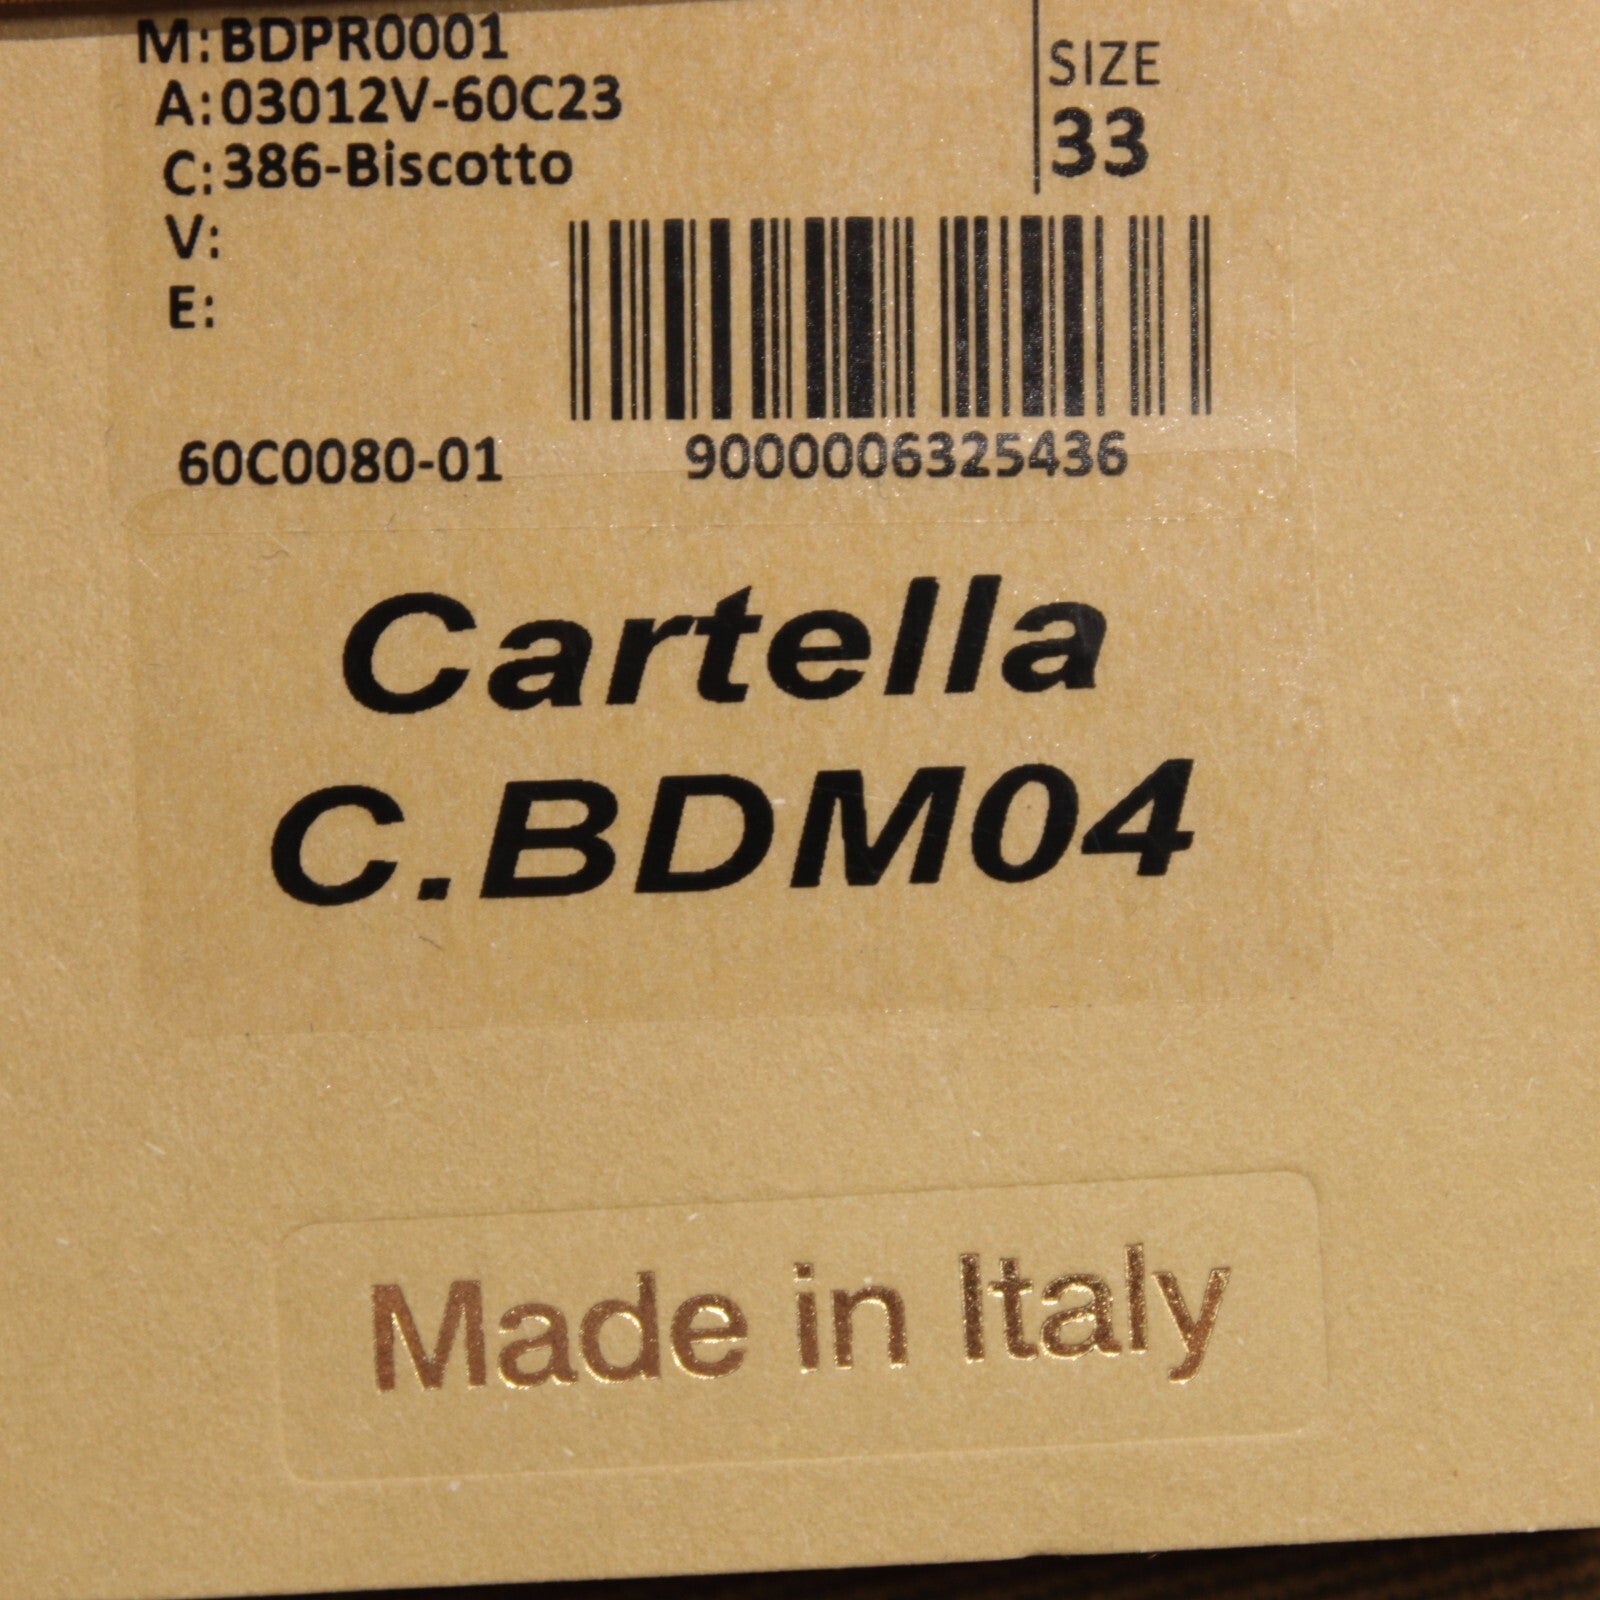 M: BDPR0001
A: 03012V-60C23
C: 386-Biscotto
V:
E:
SIZE
33
60C0080-01
9000006325436
Cartella
C.BDM04
Made in Italy